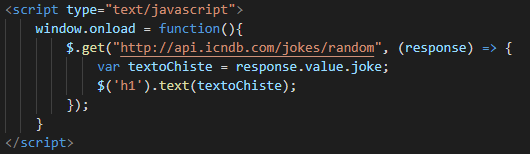 <script type="text/javascript">
window.onload = function(){
$.get("http://api.icndb.com/jokes/random", (response) => {
var textoChiste = response.value.joke;
$('h1').text(textoChiste);
});
}
</script>